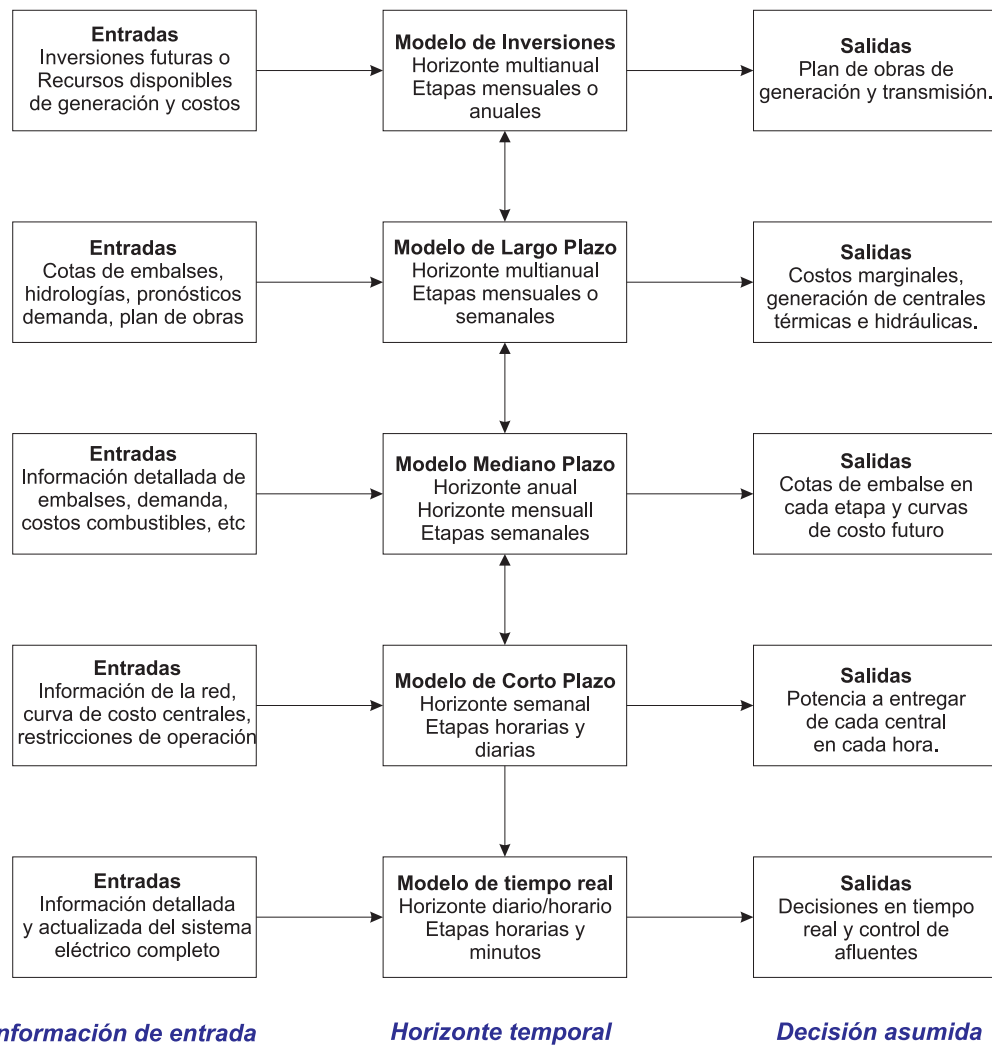 Entradas
Inversiones futuras o
Recursos disponibles
de generación y costos
Modelo de Inversiones
Horizonte multianual
Etapas mensuales o
anuales
Salidas
Plan de obras de
generación y transmisión.
Entradas
Cotas de embalses,
hidrologías, pronósticos
demanda, plan de obras
Modelo de Largo Plazo
Horizonte multianual
Etapas mensuales o
semanales
Salidas
Costos marginales,
generación de centrales
térmicas e hidráulicas.
Entradas
Información detallada de
embalses, demanda,
costos combustibles, etc
Modelo Mediano Plazo
Horizonte anual
Horizonte mensuall
Etapas semanales
Salidas
Cotas de embalse en
cada etapa y curvas
de costo futuro
Entradas
Información de la red,
curva de costo centrales,
restricciones de operación
Modelo de Corto Plazo
Horizonte semanal
Etapas horarias y
diarias
Salidas
Potencia a entregar
de cada central
en cada hora.
Entradas
Información detallada
y actualizada del sistema
eléctrico completo
Modelo de tiempo real
Horizonte diario/horario
Etapas horarias y
minutos
Salidas
Decisiones en tiempo
real y control de
afluentes
nformación de entrada
Horizonte temporal
Decisión asumida